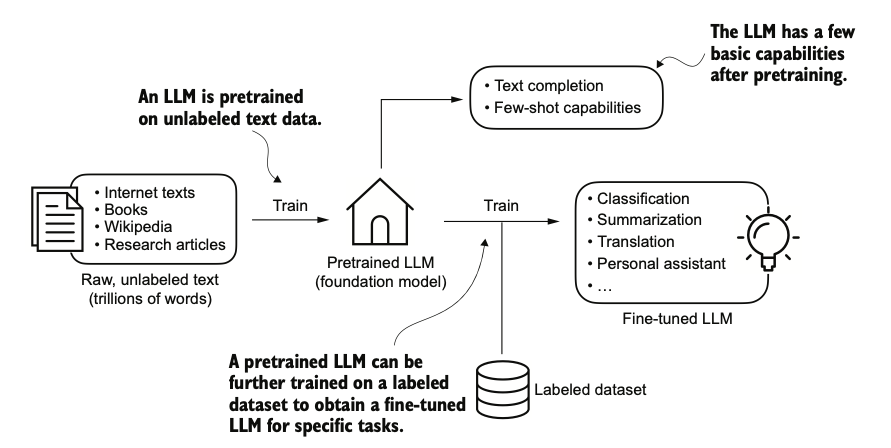 The LLM has a few
basic capabilities
after pretraining.
• Text completion
• Few-shot capabilities
An LLM is pretrained
on unlabeled text data.
• Internet texts
• Books
• Wikipedia
• Research articles
Raw, unlabeled text
(trillions of words)
Train
Pretrained LLM
(foundation model)
Train
• Classification
• Summarization
• Translation
• Personal assistant
• …
Fine-tuned LLM
A pretrained LLM can be
further trained on a labeled
dataset to obtain a fine-tuned
LLM for specific tasks.
Labeled dataset